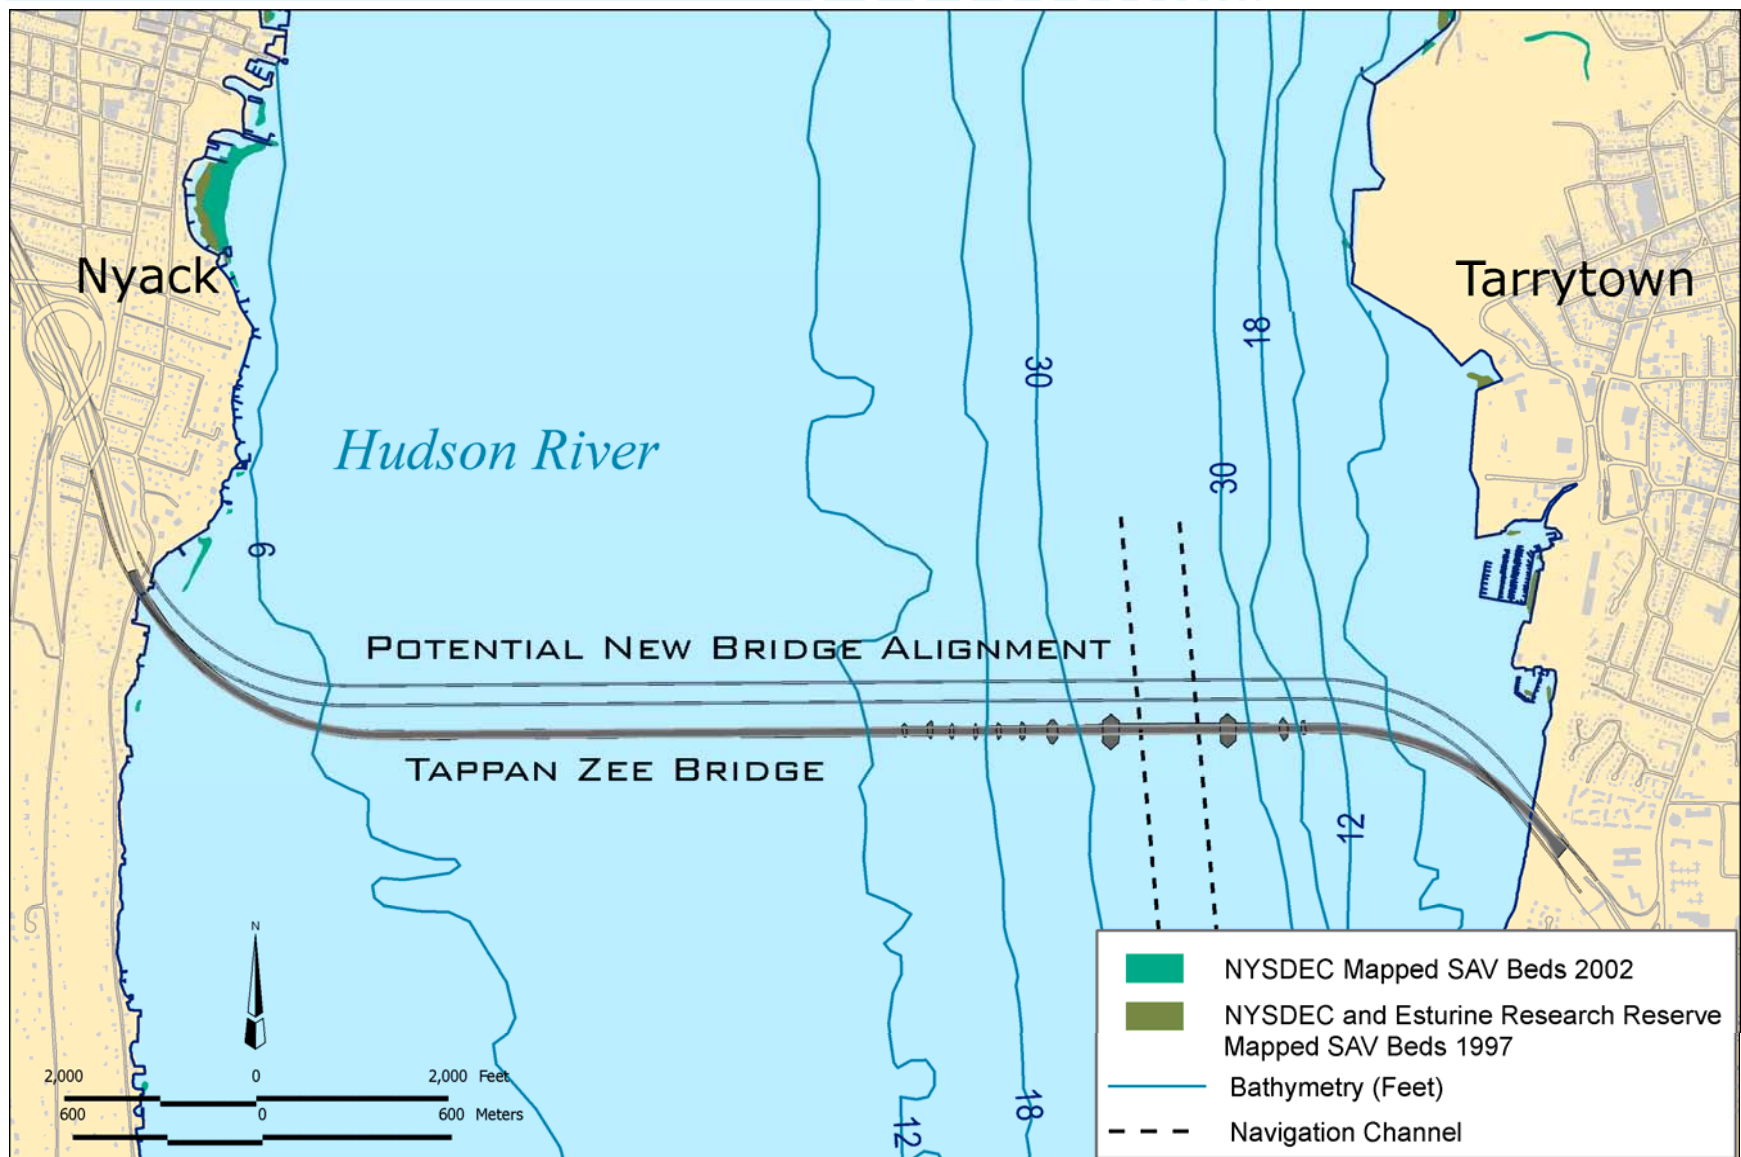 Nyack
Tarrytown
30
18
Hudson River
30
6
POTENTIAL NEW BRIDGE ALIGNMENT
TAPPAN ZEE BRIDGE
12
N
2,000 0 2,000 Feet
600 0 600 Meters
18
12
NYSDEC Mapped SAV Beds 2002
NYSDEC and Esturine Research Reserve
Mapped SAV Beds 1997
Bathymetry (Feet)
Navigation Channel